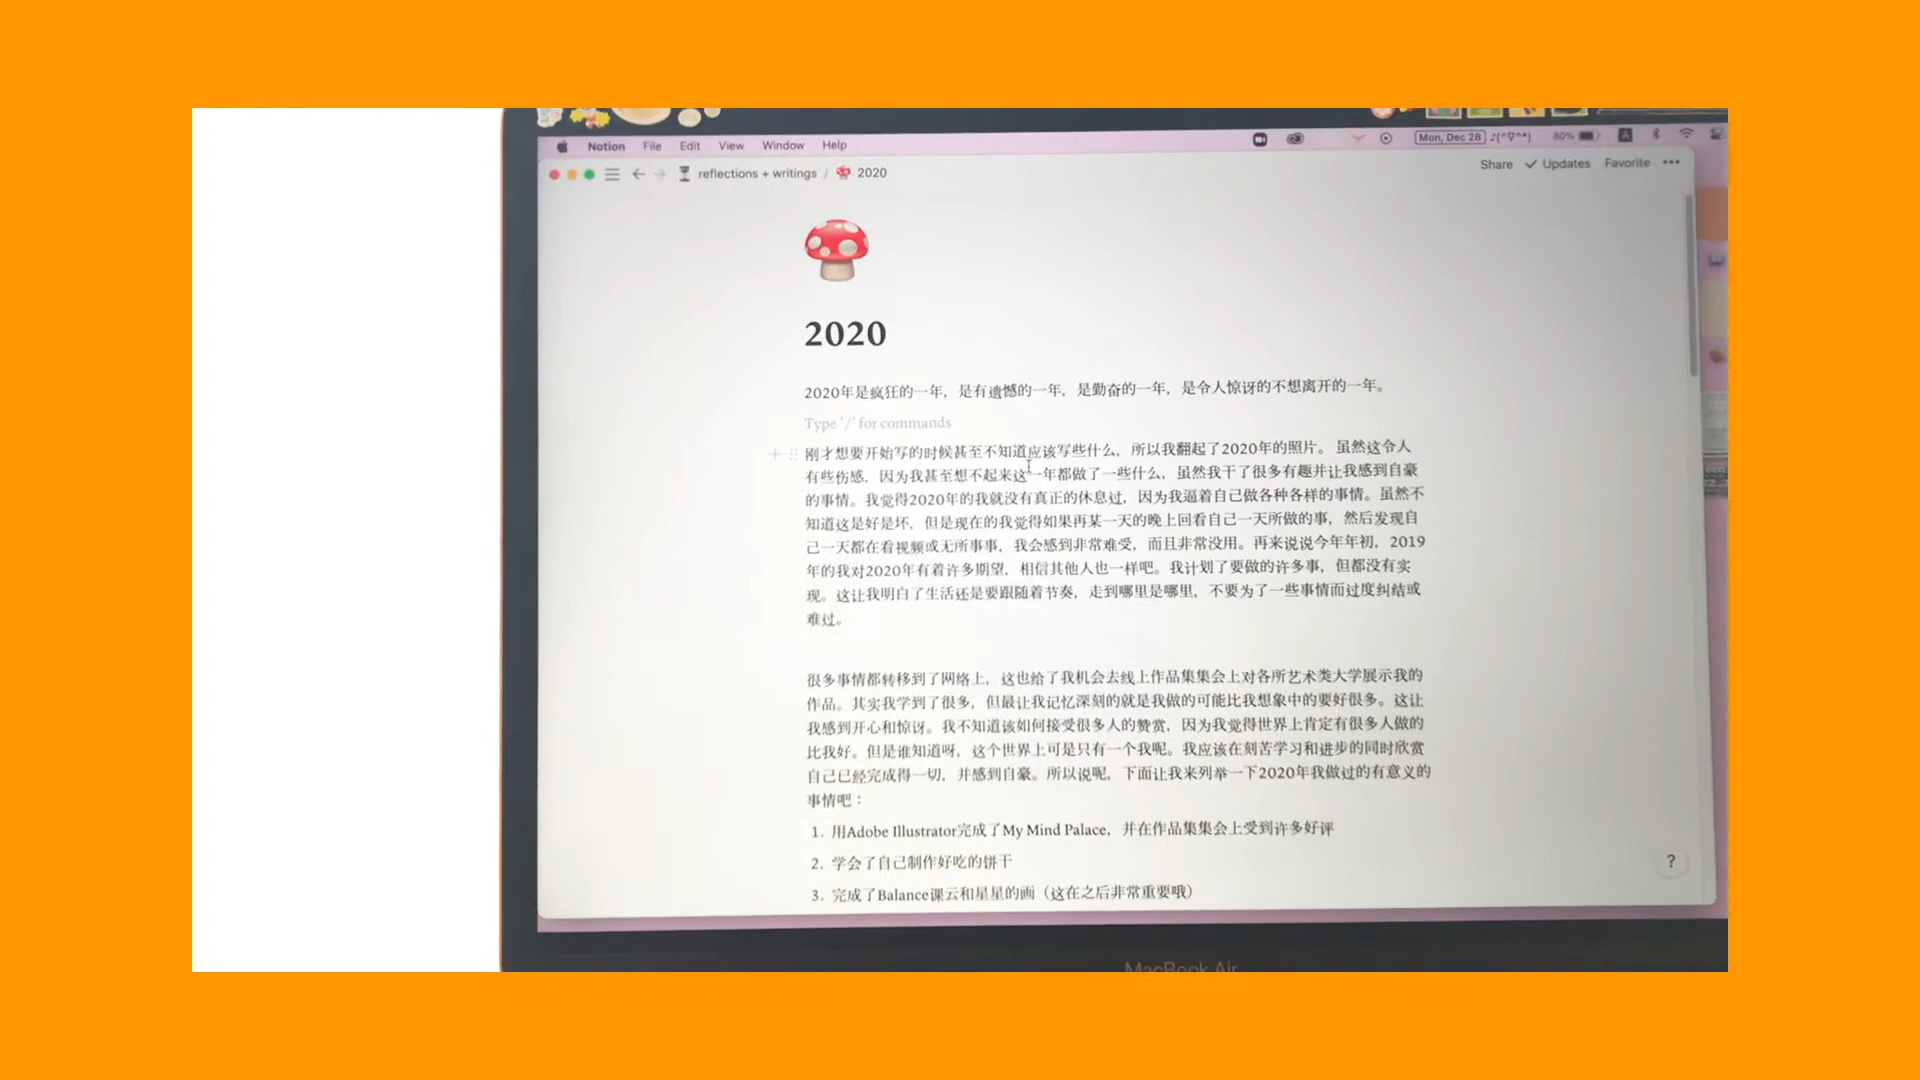 Notion File Edit View Window Help Mon, Dec 28 ♪(^∇^*) 80% A
reflections + writings / 2020 Share ✓ Updates Favorite •••
2020
2020年是疯狂的一年，是有遗憾的一年，是勤奋的一年，是令人惊讶的不想离开的一年。
Type '/' for commands
刚才想要开始写的时候甚至不知道应该写些什么，所以我翻起了2020年的照片。 虽然这令人
有些伤感，因为我甚至想不起来这一年都做了一些什么，虽然我干了很多有趣并让我感到自豪
的事情。我觉得2020年的我就没有真正的休息过，因为我逼着自己做各种各样的事情。虽然不
知道这是好是坏，但是现在的我觉得如果再某一天的晚上回看自己一天所做的事，然后发现自
己一天都在看视频或无所事事，我会感到非常难受，而且非常没用。再来说说今年年初，2019
年的我对2020年有着许多期望，相信其他人也一样吧。我计划了要做的许多事，但都没有实
现。这让我明白了生活还是要跟随着节奏，走到哪里是哪里，不要为了一些事情而过度纠结或
难过。
很多事情都转移到了网络上，这也给了我机会去线上作品集集会上对各所艺术类大学展示我的
作品。其实我学到了很多，但最让我记忆深刻的就是我做的可能比我想象中的要好很多。这让
我感到开心和惊讶。我不知道该如何接受很多人的赞赏，因为我觉得世界上肯定有很多人做的
比我好。但是谁知道呀，这个世界上可是只有一个我呢。我应该在刻苦学习和进步的同时欣赏
自己已经完成得一切，并感到自豪。所以说呢，下面让我来列举一下2020年我做过的有意义的
事情吧：
1. 用Adobe Illustrator完成了My Mind Palace，并在作品集集会上受到许多好评
2. 学会了自己制作好吃的饼干
3. 完成了Balance课云和星星的画（这在之后非常重要哦）
?
MacBook Air